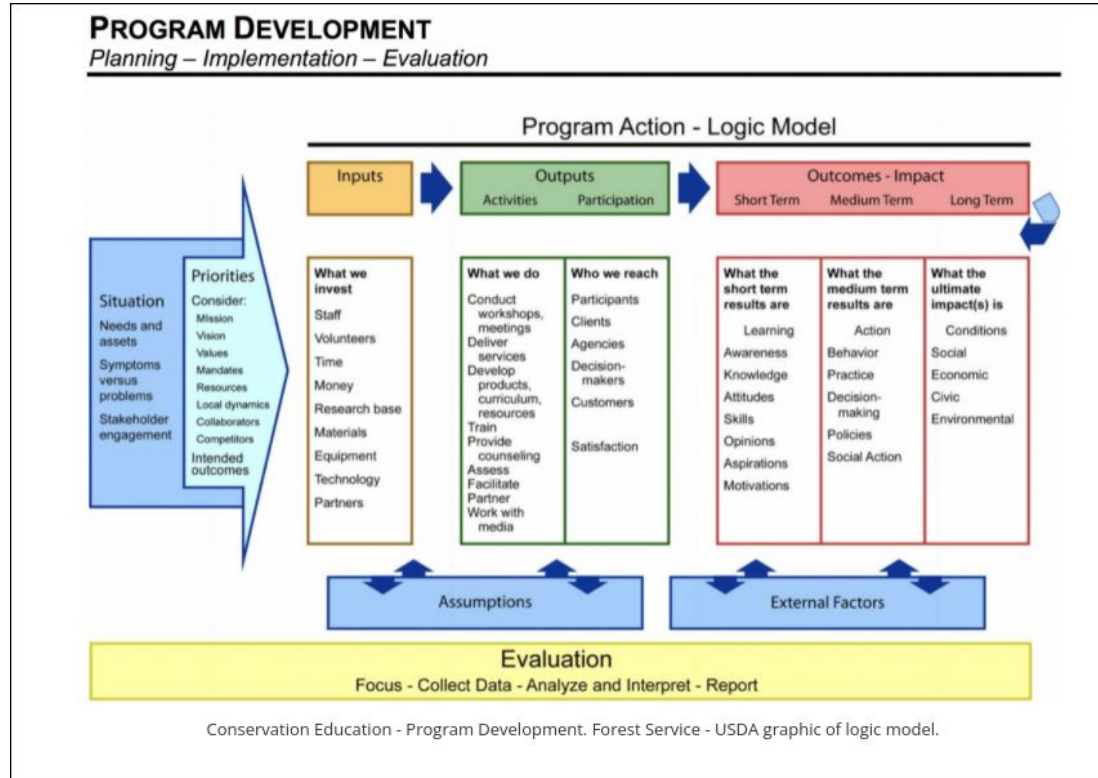 PROGRAM DEVELOPMENT
Planning – Implementation – Evaluation
Program Action - Logic Model
Inputs
Outputs
Activities Participation
Outcomes - Impact
Short Term Medium Term Long Term
Situation
Needs and
assets
Symptoms
versus
problems
Stakeholder
engagement
Priorities
Consider:
Mission
Vision
Values
Mandates
Resources
Local dynamics
Collaborators
Competitors
Intended
outcomes
What we
invest
Staff
Volunteers
Time
Money
Research base
Materials
Equipment
Technology
Partners
What we do
Conduct
workshops,
meetings
Deliver
services
Develop
products,
curriculum,
resources
Train
Provide
counseling
Assess
Facilitate
Partner
Work with
media
Who we reach
Participants
Clients
Agencies
Decision-
makers
Customers
Satisfaction
What the
short term
results are
Learning
Awareness
Knowledge
Attitudes
Skills
Opinions
Aspirations
Motivations
What the
medium term
results are
Action
Behavior
Practice
Decision-
making
Policies
Social Action
What the
ultimate
impact(s) is
Conditions
Social
Economic
Civic
Environmental
Assumptions
External Factors
Evaluation
Focus - Collect Data - Analyze and Interpret - Report
Conservation Education - Program Development. Forest Service - USDA graphic of logic model.